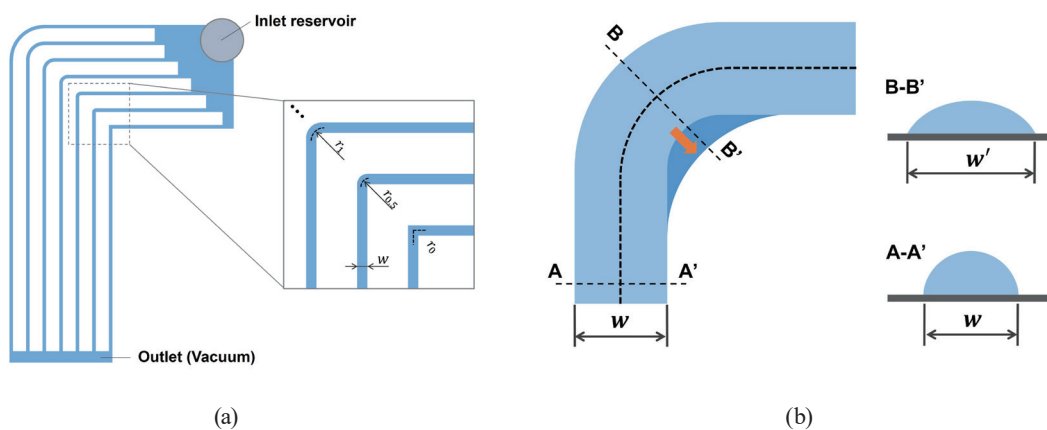 Inlet reservoir
r₁
r₀.₅
r₀
w
Outlet (Vacuum)
(a)
B
B'
A
A'
w
B-B'
w'
A-A'
w
(b)